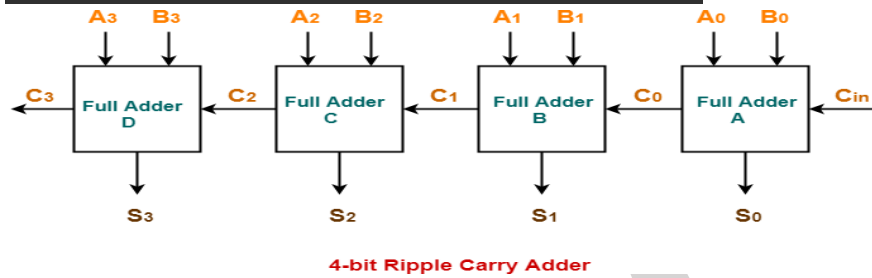 A3 B3 A2 B2 A1 B1 A0 B0
C3 Full Adder D C2 Full Adder C C1 Full Adder B C0 Full Adder A Cin
S3 S2 S1 S0
4-bit Ripple Carry Adder